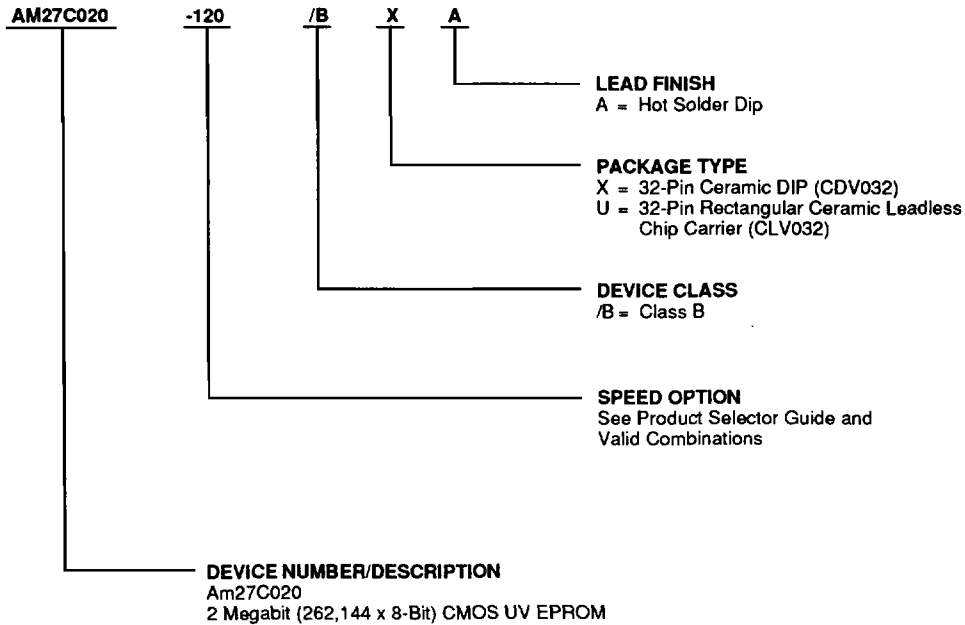 AM27C020 -120 /B X A
LEAD FINISH
A = Hot Solder Dip
PACKAGE TYPE
X = 32-Pin Ceramic DIP (CDV032)
U = 32-Pin Rectangular Ceramic Leadless
Chip Carrier (CLV032)
DEVICE CLASS
/B = Class B
SPEED OPTION
See Product Selector Guide and
Valid Combinations
DEVICE NUMBER/DESCRIPTION
Am27C020
2 Megabit (262,144 x 8-Bit) CMOS UV EPROM